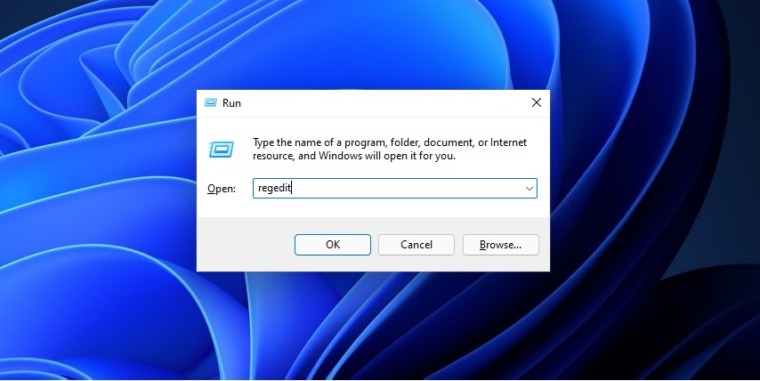 Run
Type the name of a program, folder, document, or Internet
resource, and Windows will open it for you.
Open: regedit
OK Cancel Browse...